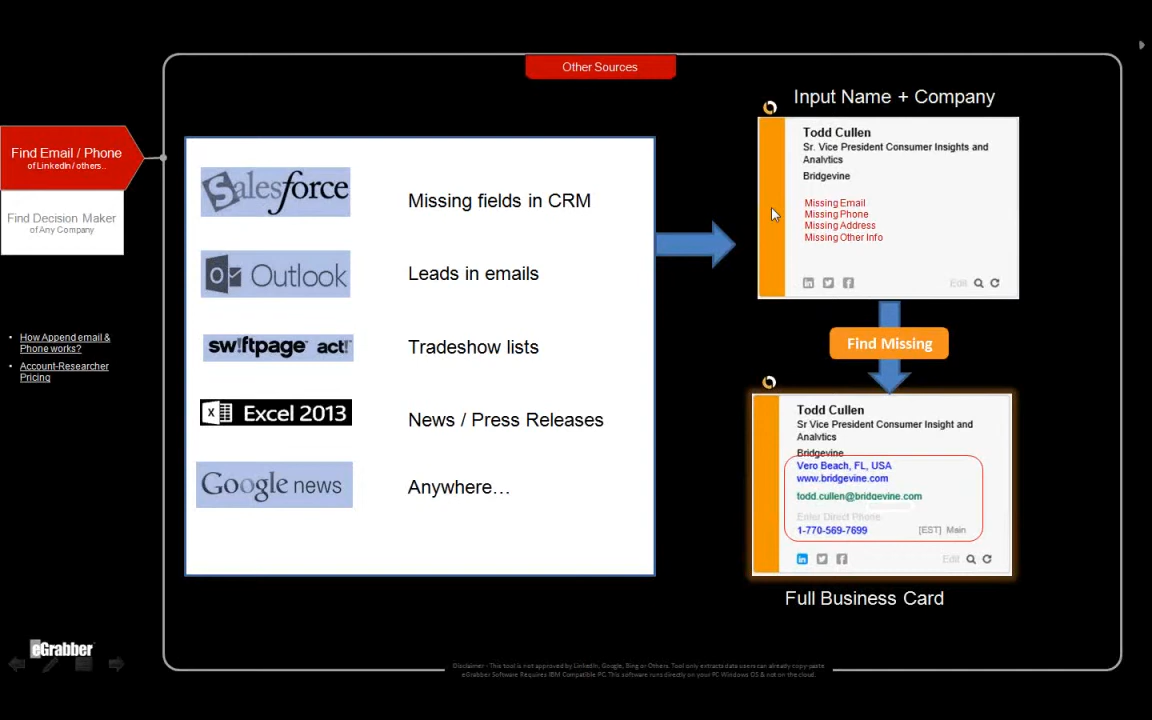 Other Sources
Find Email / Phone
of LinkedIn / others..
Find Decision Maker
of Any Company
How Append email &
Phone works?
Account-Researcher
Pricing
eGrabber
Salesforce
Missing fields in CRM
Outlook
Leads in emails
sw!ftpage act!
Tradeshow lists
Excel 2013
News / Press Releases
Google news
Anywhere...
Input Name + Company
Todd Cullen
Sr. Vice President Consumer Insights and
Analytics
Bridgevine
Missing Email
Missing Phone
Missing Address
Missing Other Info
Edit
Find Missing
Todd Cullen
Sr Vice President Consumer Insight and
Analytics
Bridgevine
Vero Beach, FL, USA
www.bridgevine.com
todd.cullen@bridgevine.com
Enter Direct Phone
1-770-569-7699 [EST] Main
Edit
Full Business Card
Disclaimer - This tool is not approved by LinkedIn, Google, Bing or Others. Tool only extracts data users can already copy-paste
eGrabber Software Requires IBM Compatible PC. This software runs directly on your PC Windows OS & not on the cloud.